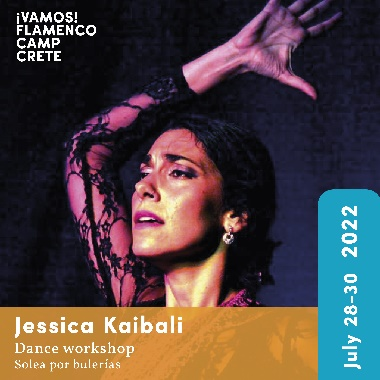 ¡VAMOS!
FLAMENCO
CAMP
CRETE
July 28-30 2022
Jessica Kaibali
Dance workshop
Solea por bulerías